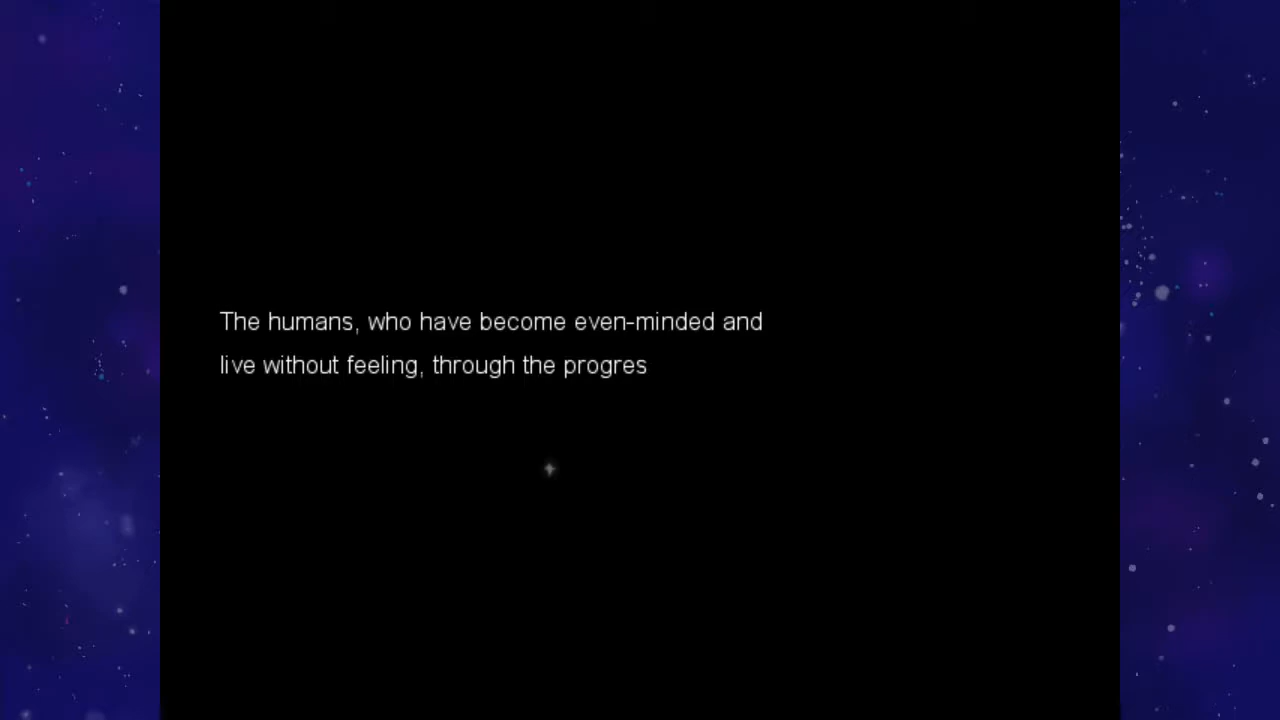 The humans, who have become even-minded and
live without feeling, through the progres